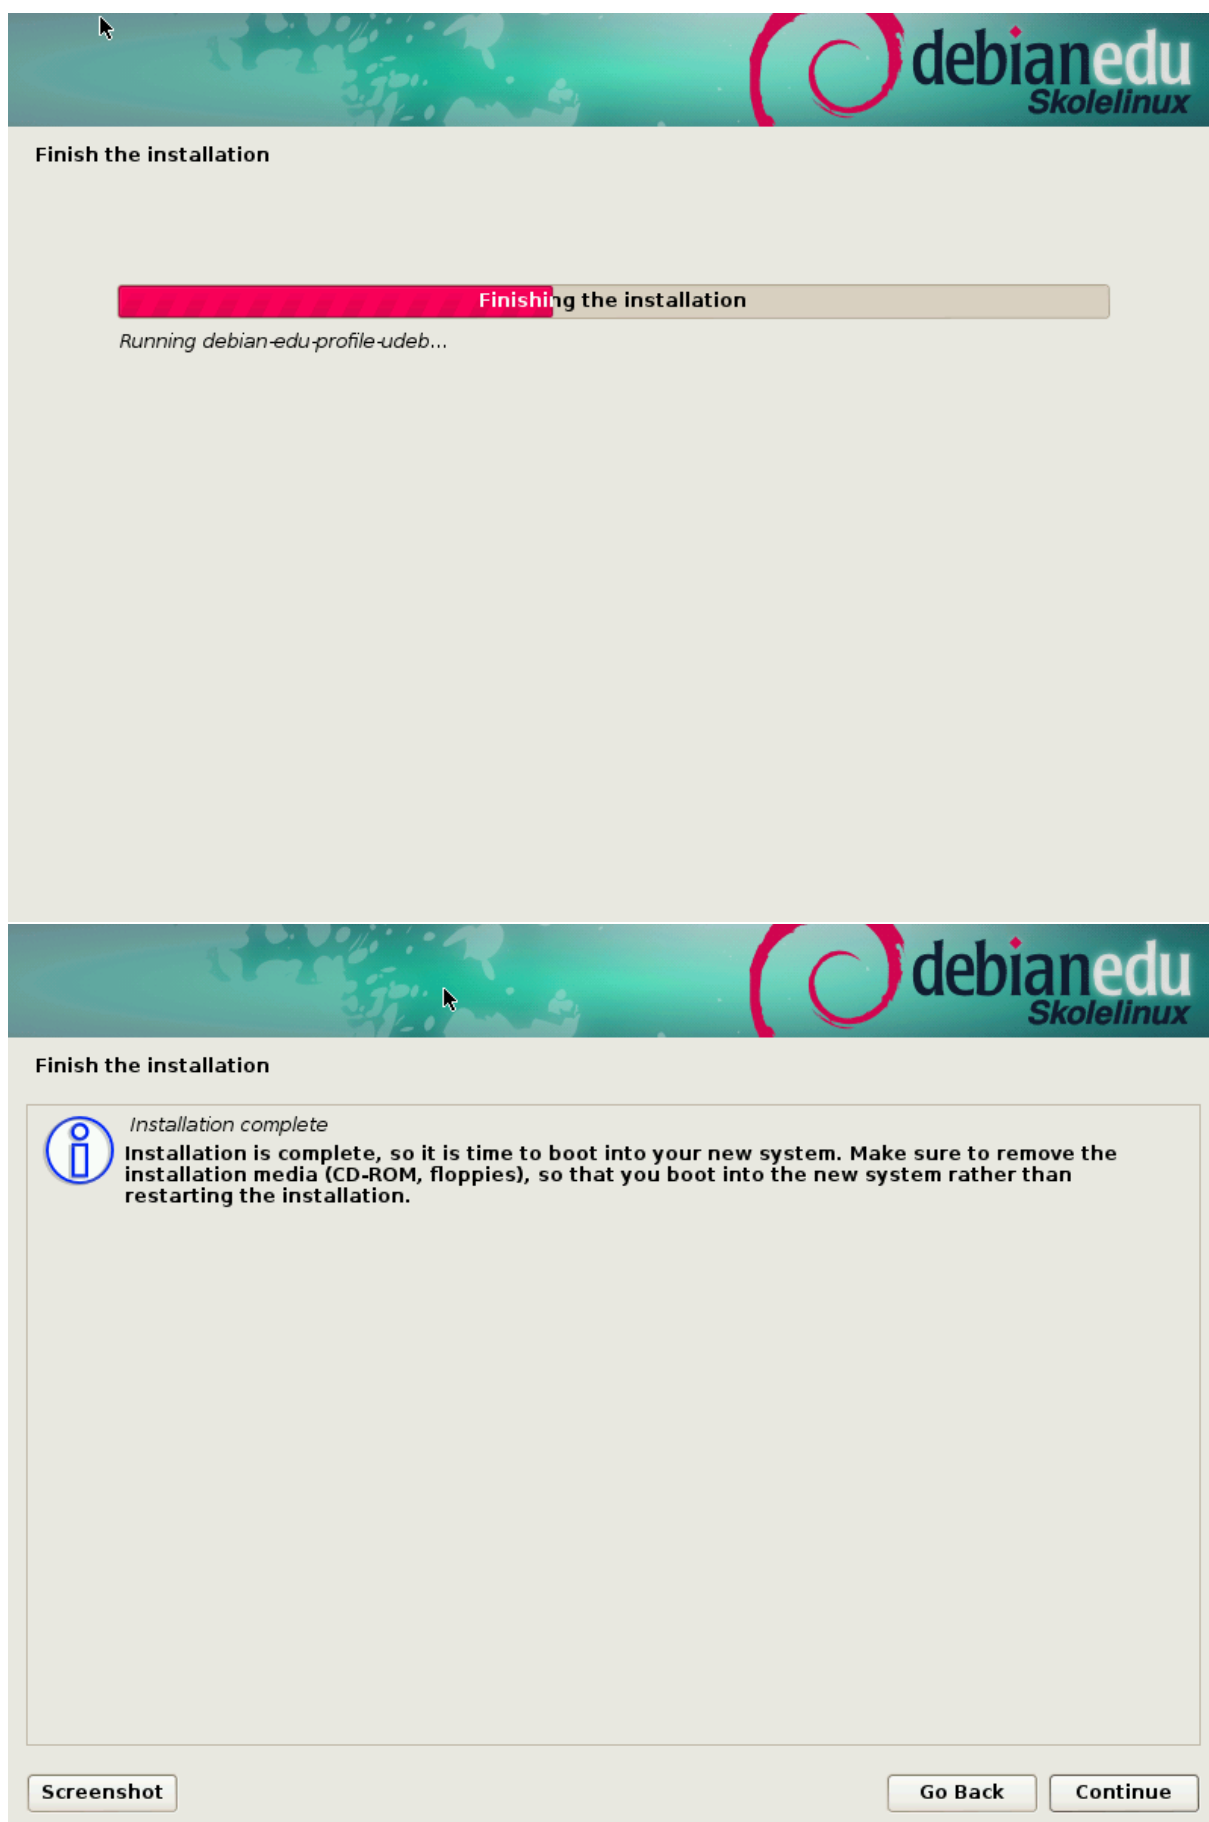 debianedu
Skolelinux
Finish the installation
Finishing the installation
Running debian-edu-profile-udeb...
debianedu
Skolelinux
Finish the installation
Installation complete
Installation is complete, so it is time to boot into your new system. Make sure to remove the
installation media (CD-ROM, floppies), so that you boot into the new system rather than
restarting the installation.
Screenshot
Go Back
Continue